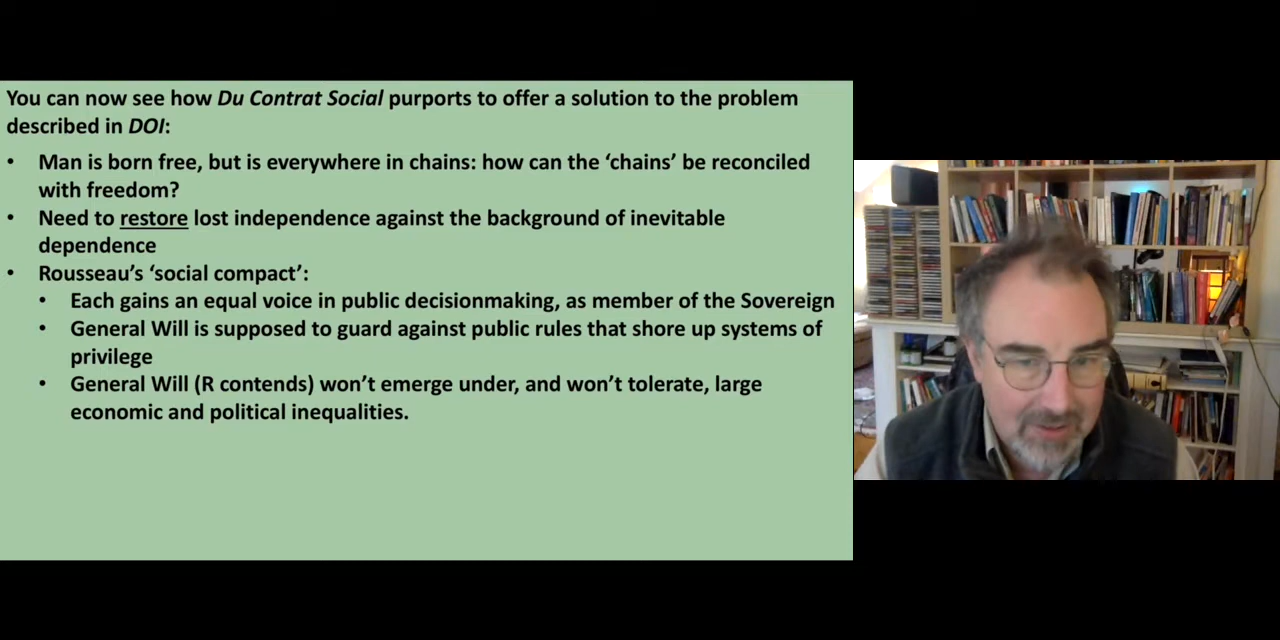 You can now see how Du Contrat Social purports to offer a solution to the problem
described in DOI:
• Man is born free, but is everywhere in chains: how can the ‘chains’ be reconciled
with freedom?
• Need to restore lost independence against the background of inevitable
dependence
• Rousseau’s ‘social compact’:
• Each gains an equal voice in public decisionmaking, as member of the Sovereign
• General Will is supposed to guard against public rules that shore up systems of
privilege
• General Will (R contends) won’t emerge under, and won’t tolerate, large
economic and political inequalities.